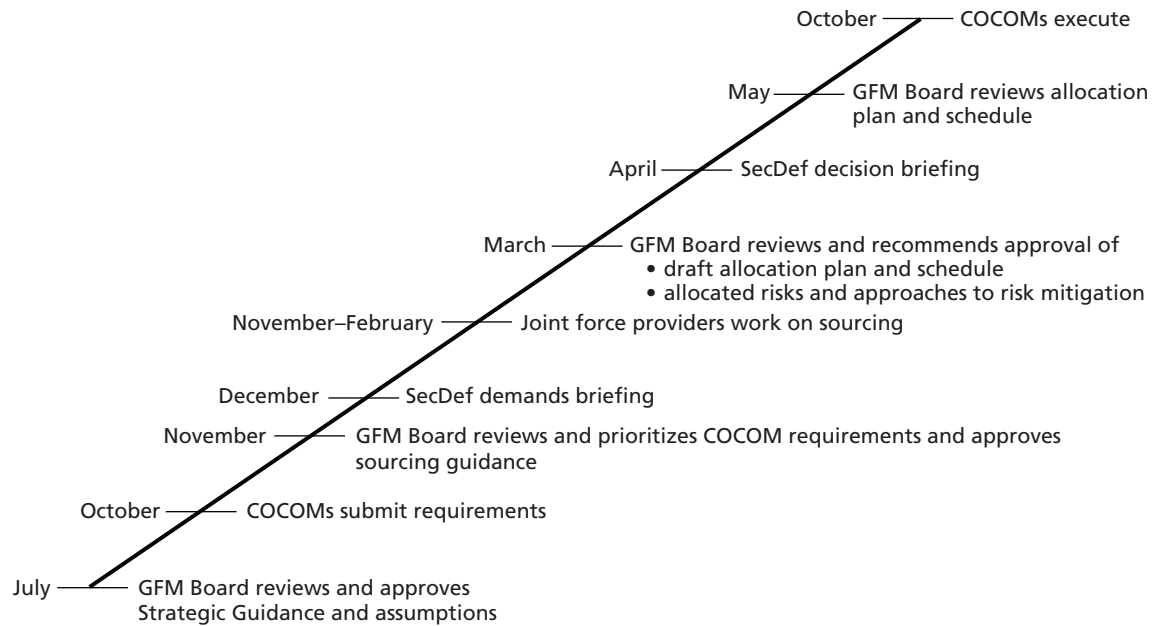 October COCOMs execute
May GFM Board reviews allocation
plan and schedule
April SecDef decision briefing
March GFM Board reviews and recommends approval of
• draft allocation plan and schedule
• allocated risks and approaches to risk mitigation
November–February Joint force providers work on sourcing
December SecDef demands briefing
November GFM Board reviews and prioritizes COCOM requirements and approves
sourcing guidance
October COCOMs submit requirements
July GFM Board reviews and approves
Strategic Guidance and assumptions